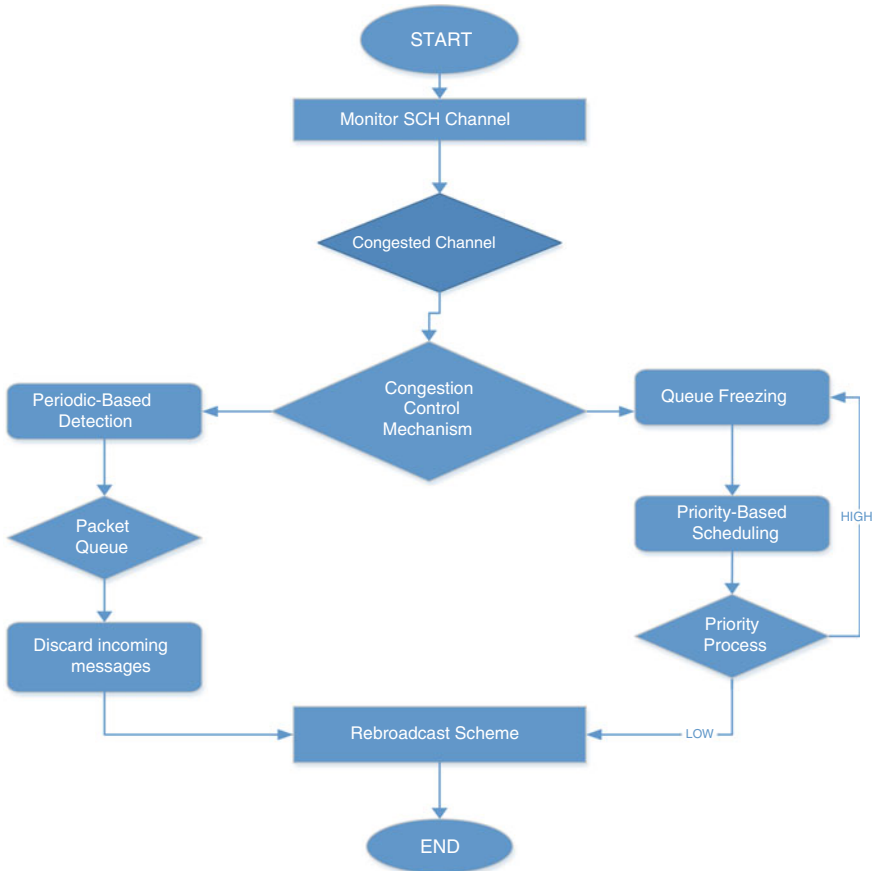 START
Monitor SCH Channel
Congested Channel
Congestion
Control
Mechanism
Periodic-Based
Detection
Queue Freezing
Packet
Queue
Priority-Based
Scheduling
HIGH
Discard incoming
messages
Priority
Process
Rebroadcast Scheme
LOW
END